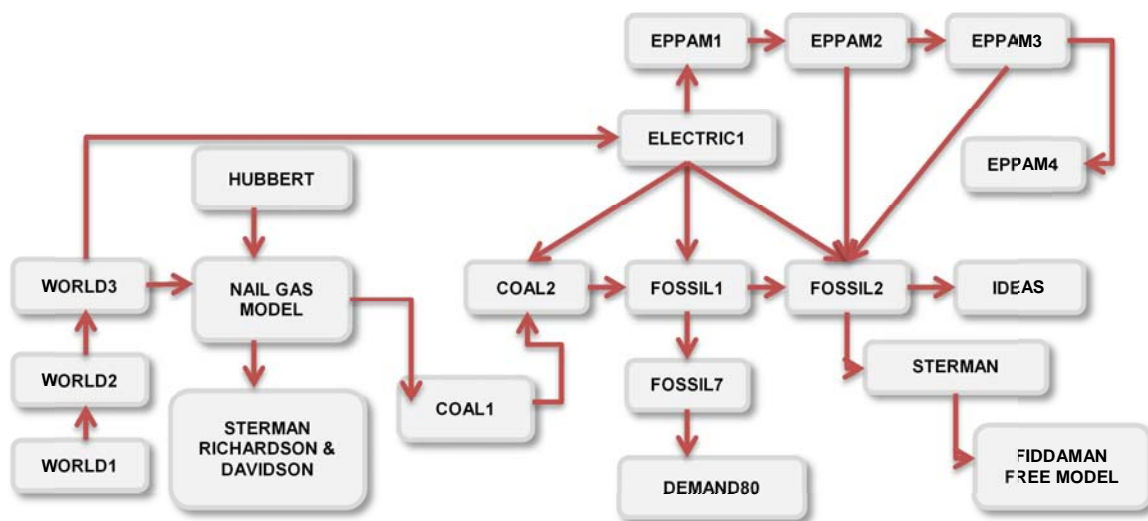 EPPAM1
EPPAM2
EPPAM3
ELECTRIC1
EPPAM4
HUBBERT
WORLD3
NAIL GAS
MODEL
COAL2
FOSSIL1
FOSSIL2
IDEAS
WORLD2
STERMAN
RICHARDSON &
DAVIDSON
COAL1
FOSSIL7
STERMAN
WORLD1
DEMAND80
FIDDAMAN
FREE MODEL